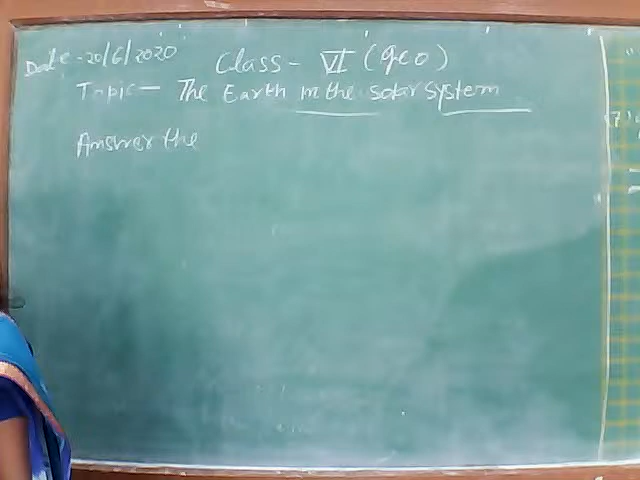 Date - 20/6/2020 Class - VI (geo)
Topic - The Earth in the solar system
Answer the